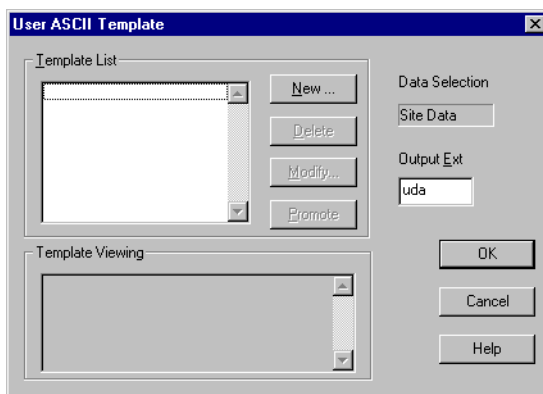 User ASCII Template
Template List
New ...
Delete
Modify...
Promote
Data Selection
Site Data
Output Ext
uda
Template Viewing
OK
Cancel
Help